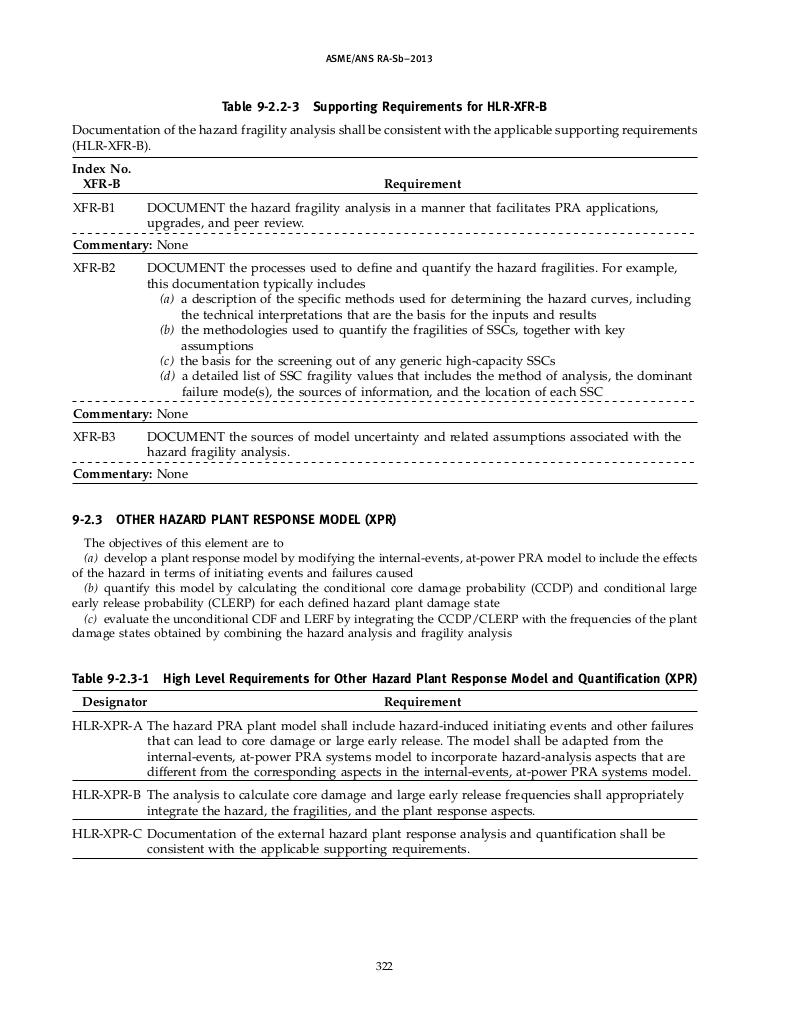 ASME/ANS RA-Sb–2013
Table 9-2.2-3 Supporting Requirements for HLR-XFR-B
Documentation of the hazard fragility analysis shall be consistent with the applicable supporting requirements
(HLR-XFR-B).
Index No.
XFR-B Requirement
XFR-B1 DOCUMENT the hazard fragility analysis in a manner that facilitates PRA applications,
upgrades, and peer review.
Commentary: None
XFR-B2 DOCUMENT the processes used to define and quantify the hazard fragilities. For example,
this documentation typically includes
(a) a description of the specific methods used for determining the hazard curves, including
the technical interpretations that are the basis for the inputs and results
(b) the methodologies used to quantify the fragilities of SSCs, together with key
assumptions
(c) the basis for the screening out of any generic high-capacity SSCs
(d) a detailed list of SSC fragility values that includes the method of analysis, the dominant
failure mode(s), the sources of information, and the location of each SSC
Commentary: None
XFR-B3 DOCUMENT the sources of model uncertainty and related assumptions associated with the
hazard fragility analysis.
Commentary: None
9-2.3 OTHER HAZARD PLANT RESPONSE MODEL (XPR)
The objectives of this element are to
(a) develop a plant response model by modifying the internal-events, at-power PRA model to include the effects
of the hazard in terms of initiating events and failures caused
(b) quantify this model by calculating the conditional core damage probability (CCDP) and conditional large
early release probability (CLERP) for each defined hazard plant damage state
(c) evaluate the unconditional CDF and LERF by integrating the CCDP/CLERP with the frequencies of the plant
damage states obtained by combining the hazard analysis and fragility analysis
Table 9-2.3-1 High Level Requirements for Other Hazard Plant Response Model and Quantification (XPR)
Designator Requirement
HLR-XPR-A The hazard PRA plant model shall include hazard-induced initiating events and other failures
that can lead to core damage or large early release. The model shall be adapted from the
internal-events, at-power PRA systems model to incorporate hazard-analysis aspects that are
different from the corresponding aspects in the internal-events, at-power PRA systems model.
HLR-XPR-B The analysis to calculate core damage and large early release frequencies shall appropriately
integrate the hazard, the fragilities, and the plant response aspects.
HLR-XPR-C Documentation of the external hazard plant response analysis and quantification shall be
consistent with the applicable supporting requirements.
322